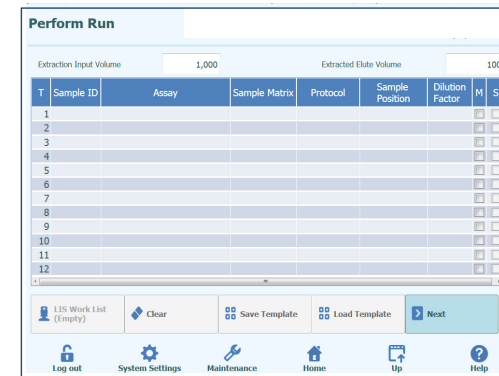 Perform Run
Extraction Input Volume 1,000 Extracted Elute Volume 100
T Sample ID Assay Sample Matrix Protocol Sample Position Dilution Factor M S
1
2
3
4
5
6
7
8
9
10
11
12
LIS Work List (Empty) Clear Save Template Load Template Next
Log out System Settings Maintenance Home Up Help